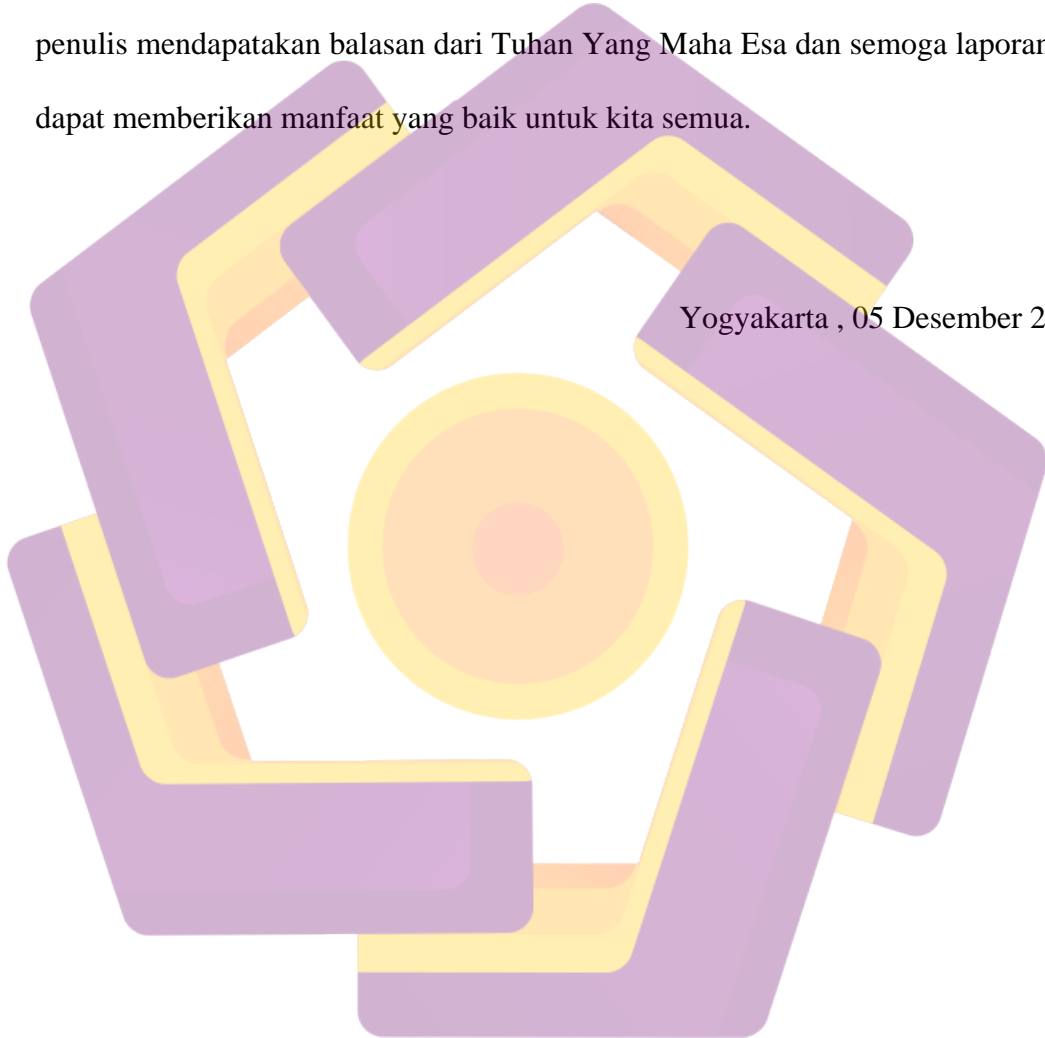 penulis mendapatakan balasan dari Tuhan Yang Maha Esa dan semoga laporan
dapat memberikan manfaat yang baik untuk kita semua.
Yogyakarta , 05 Desember 2